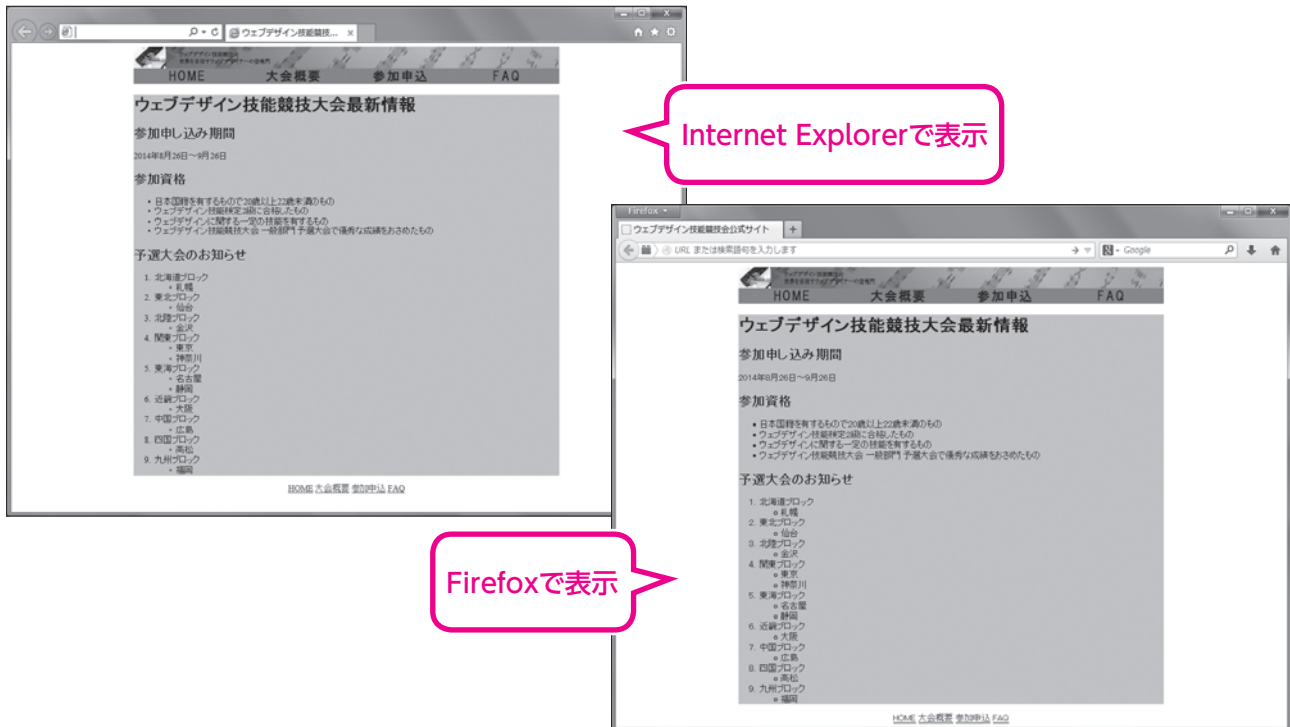 ウェブデザイン技能競技...
HOME 大会概要 参加申込 FAQ
ウェブデザイン技能競技大会最新情報
参加申し込み期間
2014年8月26日～9月26日
参加資格
・日本国籍を有するもので20歳以上22歳未満のもの
・ウェブデザイン技能検定2級に合格したもの
・ウェブデザインに関する一定の技能を有するもの
・ウェブデザイン技能競技大会 一般部門 予選大会で優秀な成績をおさめたもの
予選大会のお知らせ
1. 北海道ブロック
・札幌
2. 東北ブロック
・仙台
3. 北陸ブロック
・金沢
4. 関東ブロック
・東京
・神奈川
5. 東海ブロック
・名古屋
・静岡
6. 近畿ブロック
・大阪
7. 中国ブロック
・広島
8. 四国ブロック
・高松
9. 九州ブロック
・福岡
HOME 大会概要 参加申込 FAQ
Internet Explorerで表示
Firefox
ウェブデザイン技能競技会公式サイト
URL または検索語句を入力します
Google
HOME 大会概要 参加申込 FAQ
ウェブデザイン技能競技大会最新情報
参加申し込み期間
2014年8月26日～9月26日
参加資格
• 日本国籍を有するもので20歳以上22歳未満のもの
• ウェブデザイン技能検定2級に合格したもの
• ウェブデザインに関する一定の技能を有するもの
• ウェブデザイン技能競技大会 一般部門 予選大会で優秀な成績をおさめたもの
予選大会のお知らせ
1. 北海道ブロック
札幌
2. 東北ブロック
仙台
3. 北陸ブロック
金沢
4. 関東ブロック
東京
神奈川
5. 東海ブロック
名古屋
静岡
6. 近畿ブロック
大阪
7. 中国ブロック
広島
8. 四国ブロック
高松
9. 九州ブロック
福岡
HOME 大会概要 参加申込 FAQ
Firefoxで表示